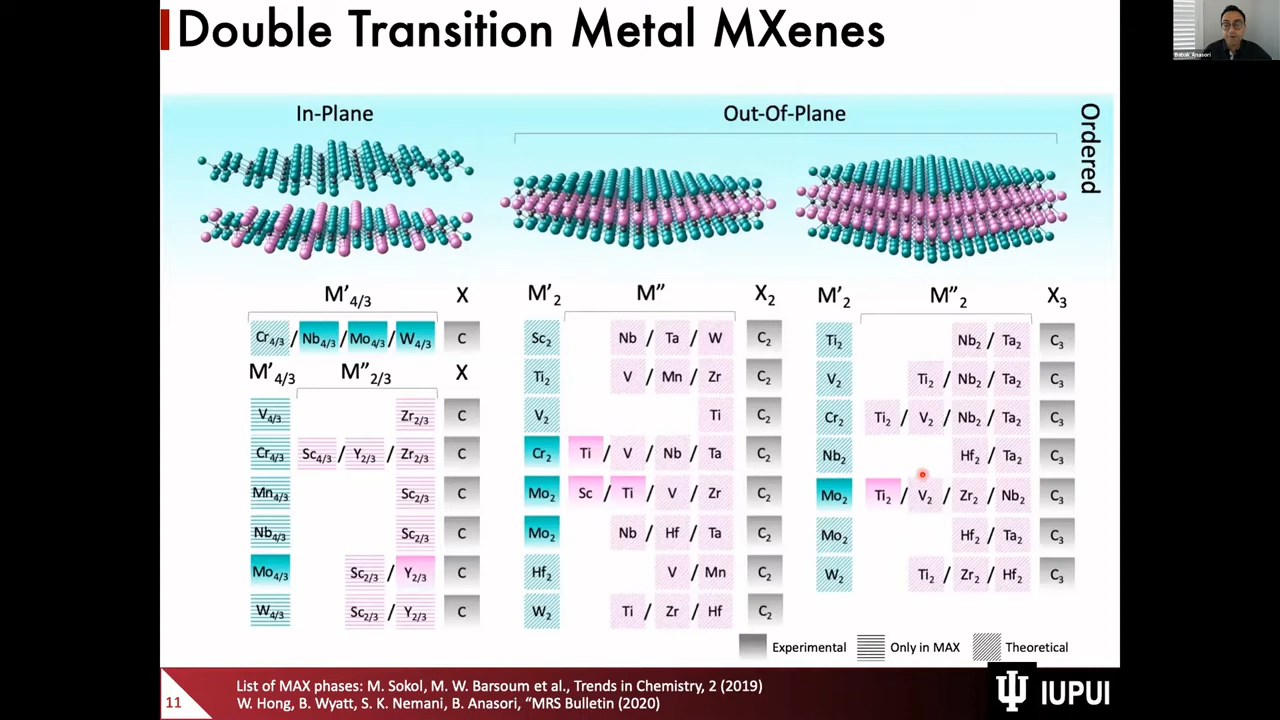 Double Transition Metal MXenes
Babak Anasori
In-Plane
Out-Of-Plane
Ordered
M’4/3 X
Cr4/3 / Nb4/3 / Mo4/3 / W4/3 C
M’4/3 M”2/3 X
V4/3 Zr2/3 C
Cr4/3 Sc4/3 / Y2/3 / Zr2/3 C
Mn4/3 Sc2/3 C
Nb4/3 Sc2/3 C
Mo4/3 Sc2/3 / Y2/3 C
W4/3 Sc2/3 / Y2/3 C
M’2 M” X2
Sc2 Nb / Ta / W C2
Ti2 V / Mn / Zr C2
V2 Ti C2
Cr2 Ti / V / Nb / Ta C2
Mo2 Sc / Ti / V / Zr C2
Mo2 Nb / Hf / Ta C2
Hf2 V / Mn C2
W2 Ti / Zr / Hf C2
M’2 M”2 X3
Ti2 Nb2 / Ta2 C3
V2 Ti2 / Nb2 / Ta2 C3
Cr2 Ti2 / V2 / Nb2 / Ta2 C3
Nb2 Hf2 / Ta2 C3
Mo2 Ti2 / V2 / Zr2 / Nb2 C3
Mo2 Hf2 / Ta2 C3
W2 Ti2 / Zr2 / Hf2 C3
Experimental Only in MAX Theoretical
11
List of MAX phases: M. Sokol, M. W. Barsoum et al., Trends in Chemistry, 2 (2019)
W. Hong, B. Wyatt, S. K. Nemani, B. Anasori, “MRS Bulletin (2020)
IUPUI